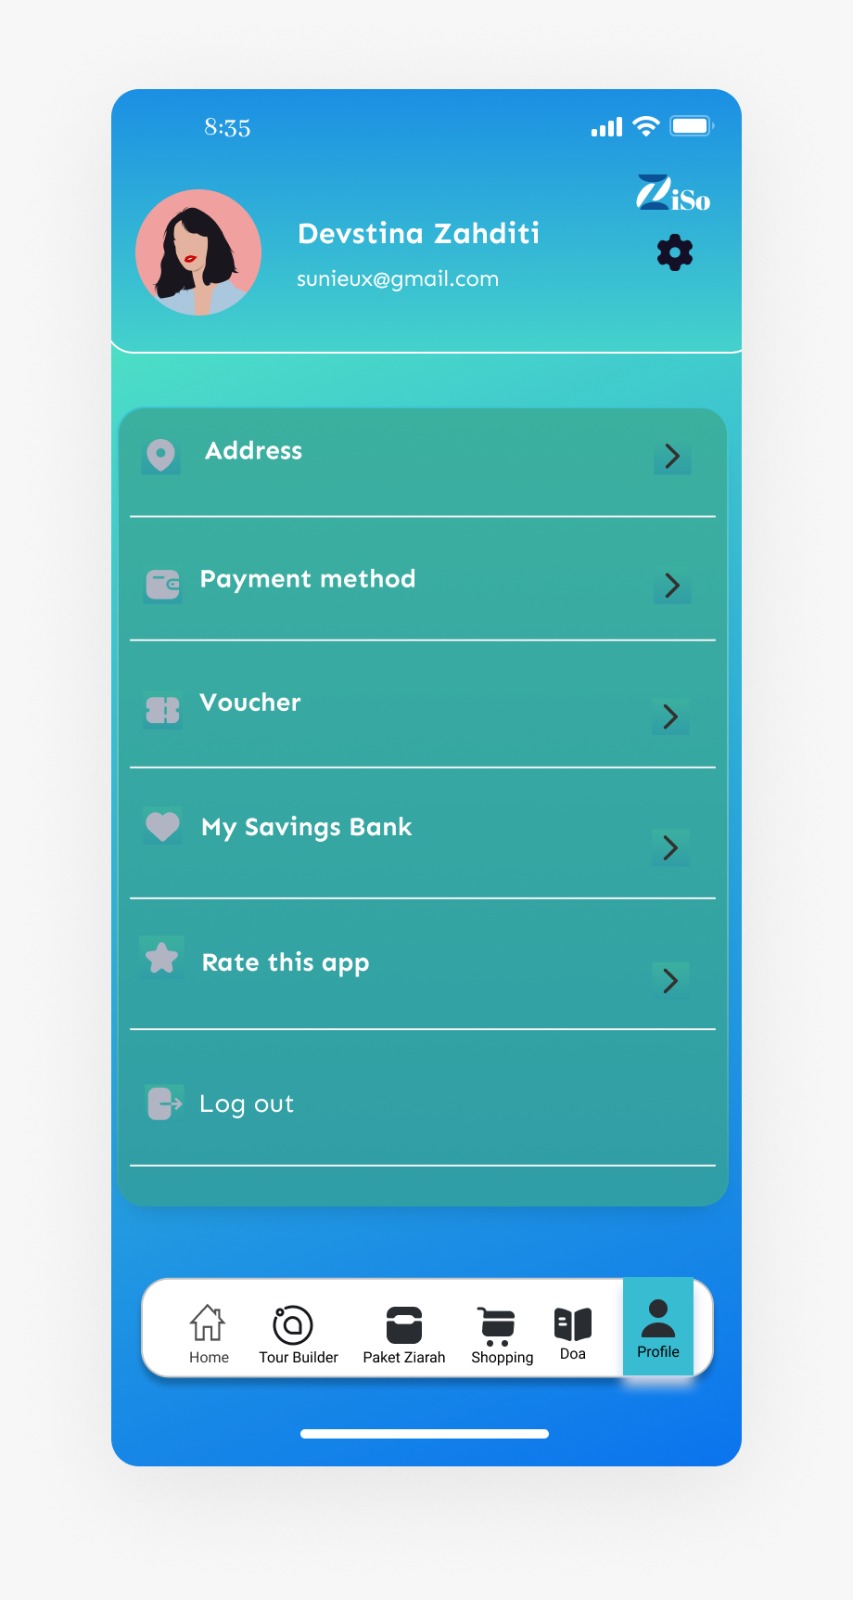 8:35
ZiSo
Devstina Zahditi
sunieux@gmail.com
Address
Payment method
Voucher
My Savings Bank
Rate this app
Log out
Home
Tour Builder
Paket Ziarah
Shopping
Doa
Profile